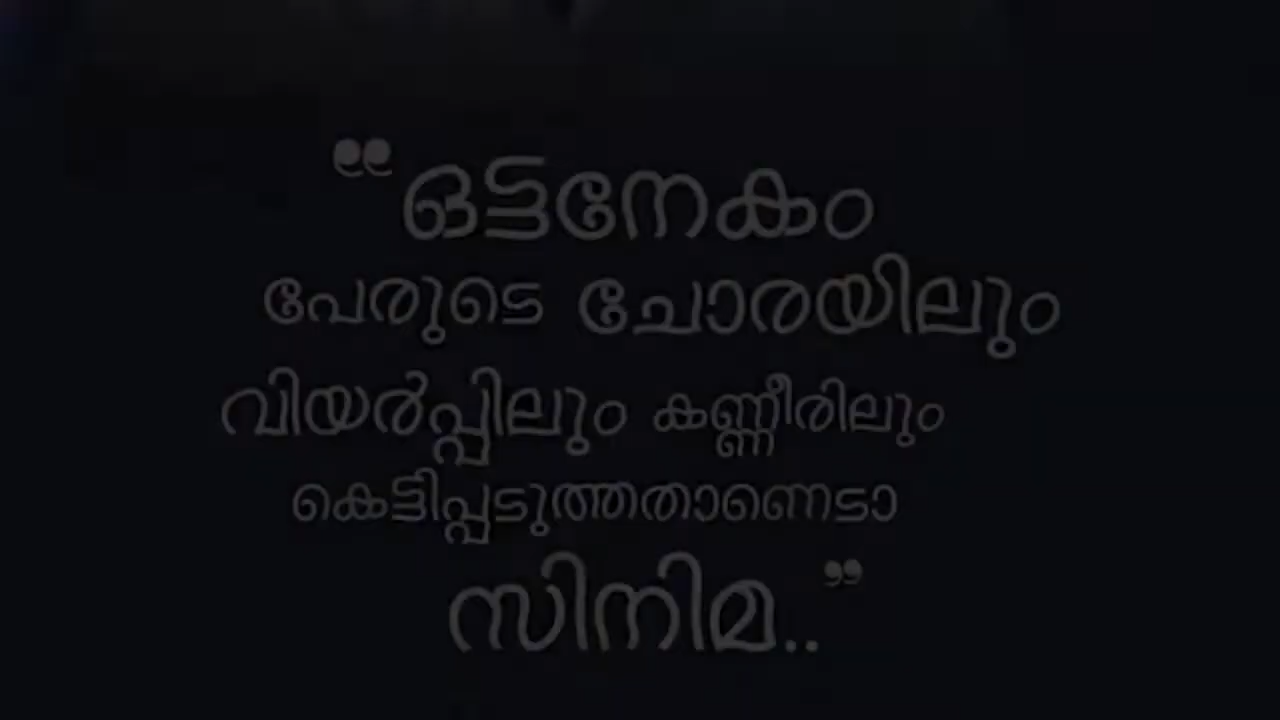 “ഒട്ടനേകം
പേരുടെ ചോരയിലും
വിയർപ്പിലും കണ്ണീരിലും
കെട്ടിപ്പടുത്തതാണെടാ
സിനിമ..”